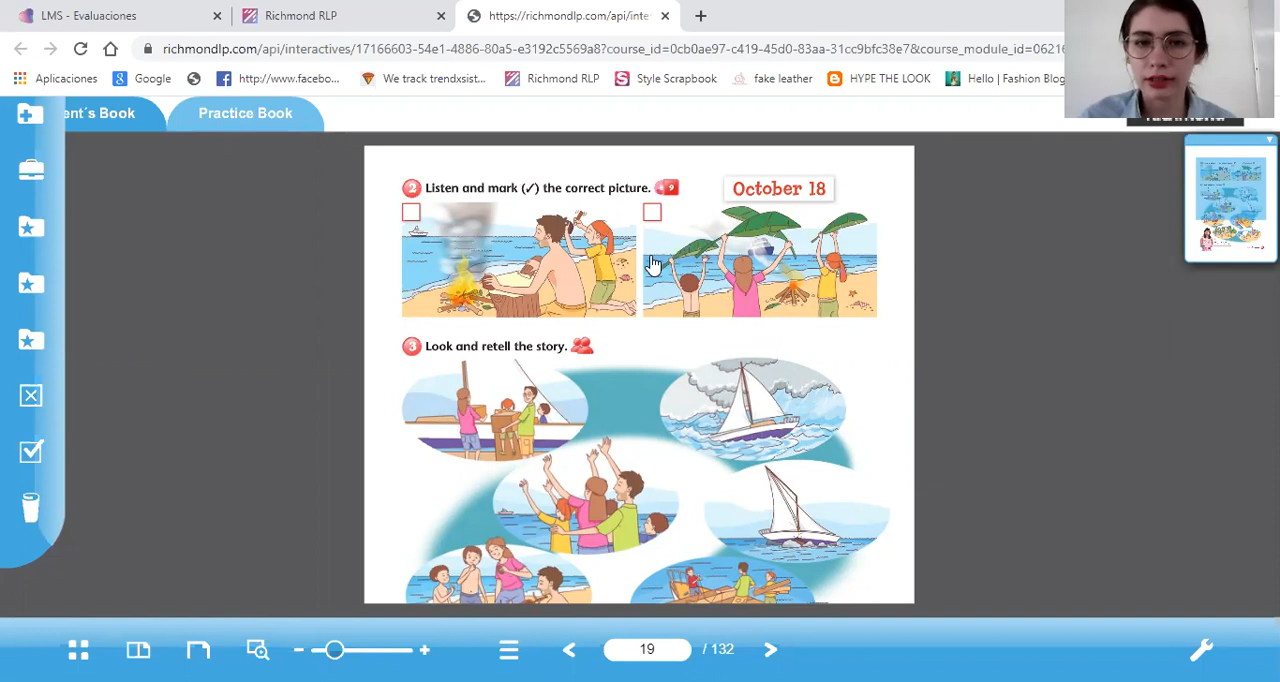 LMS - Evaluaciones
Richmond RLP
https://richmondlp.com/api/inte
richmondlp.com/api/interactives/17166603-54e1-4886-80a5-e3192c5569a8?course_id=0cb0ae97-c419-45d0-83aa-31cc9bfc38e7&course_module_id=06216
Aplicaciones
Google
http://www.facebo...
We track trendxsist...
Richmond RLP
Style Scrapbook
fake leather
HYPE THE LOOK
Hello | Fashion Blog
ent´s Book
Practice Book
2 Listen and mark (✓) the correct picture. 9
October 18
3 Look and retell the story.
19 / 132